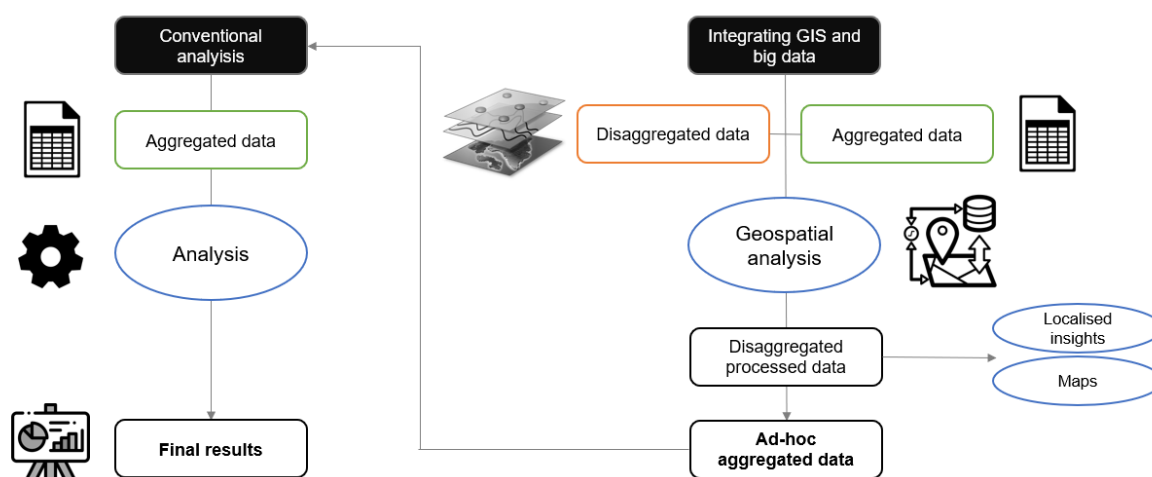 Conventional
analyisis
Aggregated data
Analysis
Final results
Integrating GIS and
big data
Disaggregated data
Aggregated data
Geospatial
analysis
Disaggregated
processed data
Localised
insights
Maps
Ad-hoc
aggregated data